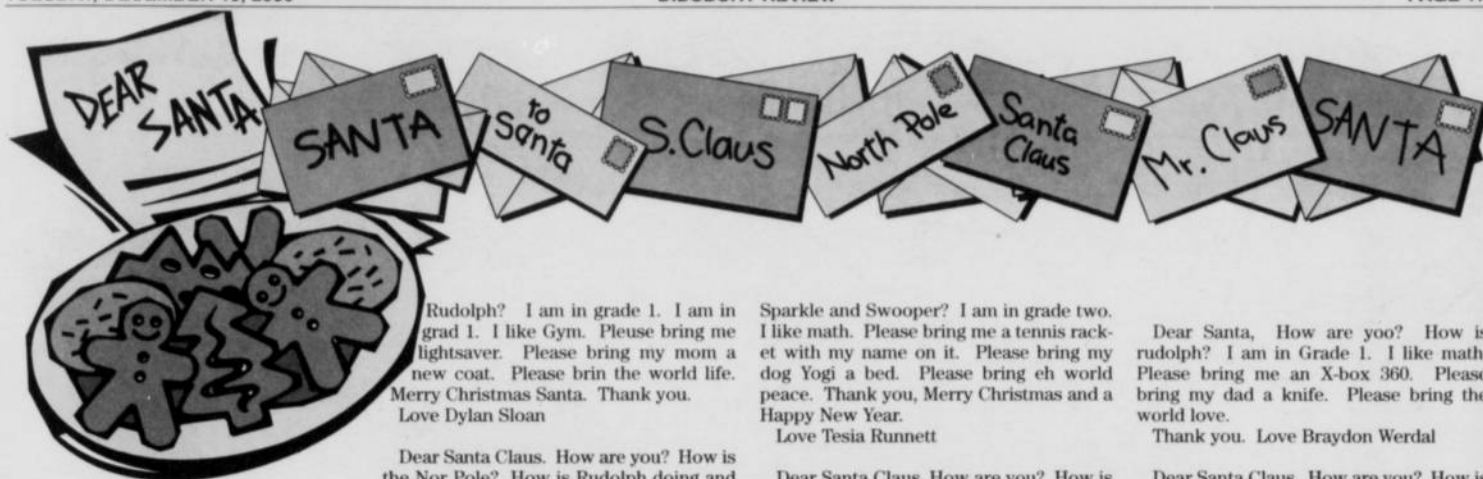 DEAR
SANTA
SANTA
to
Santa
S.Claus
North Pole
Santa
Claus
Mr. Claus
SANTA
Rudolph? I am in grade 1. I am in
grad 1. I like Gym. Pleuse bring me
lightsaver. Please bring my mom a
new coat. Please brin the world life.
Merry Christmas Santa. Thank you.
Love Dylan Sloan
Dear Santa Claus. How are you? How is
the Nor Pole? How is Rudolph doing and
Sparkle and Swooper? I am in grade two.
I like math. Please bring me a tennis rack-
et with my name on it. Please bring my
dog Yogi a bed. Please bring eh world
peace. Thank you, Merry Christmas and a
Happy New Year.
Love Tesia Runnett
Dear Santa Claus. How are you? How is
Dear Santa, How are yoo? How is
rudolph? I am in Grade 1. I like math
Please bring me an X-box 360. Please
bring my dad a knife. Please bring the
world love.
Thank you. Love Braydon Werdal
Dear Santa Claus. How are you? How is